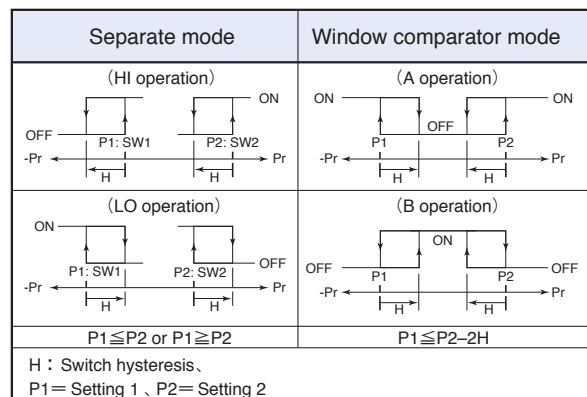 Separate mode
Window comparator mode
（HI operation）
ON
OFF
P1: SW1
P2: SW2
-Pr
Pr
H
H
（A operation）
ON
ON
OFF
P1
P2
-Pr
Pr
H
H
（LO operation）
ON
P1: SW1
P2: SW2
OFF
-Pr
Pr
H
H
（B operation）
ON
OFF
P1
P2
OFF
-Pr
Pr
H
H
P1≦P2 or P1≧P2
P1≦P2–2H
H： Switch hysteresis、
P1＝ Setting 1 、P2＝ Setting 2